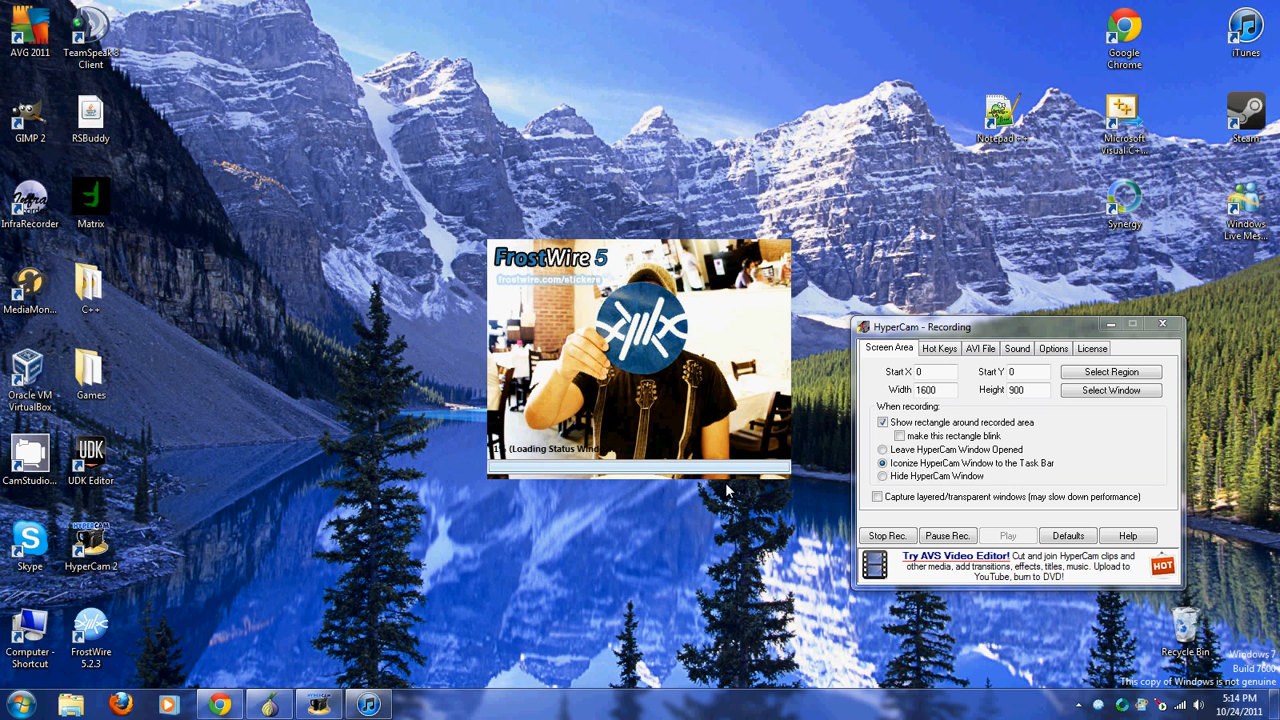 AVG 2011
TeamSpeak 3
Client
GIMP 2
RSBuddy
InfraRecorder
Matrix
MediaMon...
C++
Oracle VM
VirtualBox
Games
CamStudio...
UDK
UDK Editor
Skype
HYPERCAM
HyperCam 2
Computer -
Shortcut
FrostWire
5.2.3
Google
Chrome
iTunes
Notepad ++
Microsoft
Visual C+...
Steam
Synergy
Windows
Live Mes...
FrostWire 5
frostwire.com/stickers
(Loading Status Wind
HyperCam - Recording
Screen Area
Hot Keys
AVI File
Sound
Options
License
Start X 0
Start Y 0
Select Region
Width 1600
Height 900
Select Window
When recording:
Show rectangle around recorded area
make this rectangle blink
Leave HyperCam Window Opened
Iconize HyperCam Window to the Task Bar
Hide HyperCam Window
Capture layered/transparent windows (may slow down performance)
Stop Rec.
Pause Rec.
Play
Defaults
Help
Try AVS Video Editor! Cut and join HyperCam clips and
other media, add transitions, effects, titles, music. Upload to
YouTube, burn to DVD!
HOT
Recycle Bin
Windows 7
Build 7600
This copy of Windows is not genuine
5:14 PM
10/24/2011